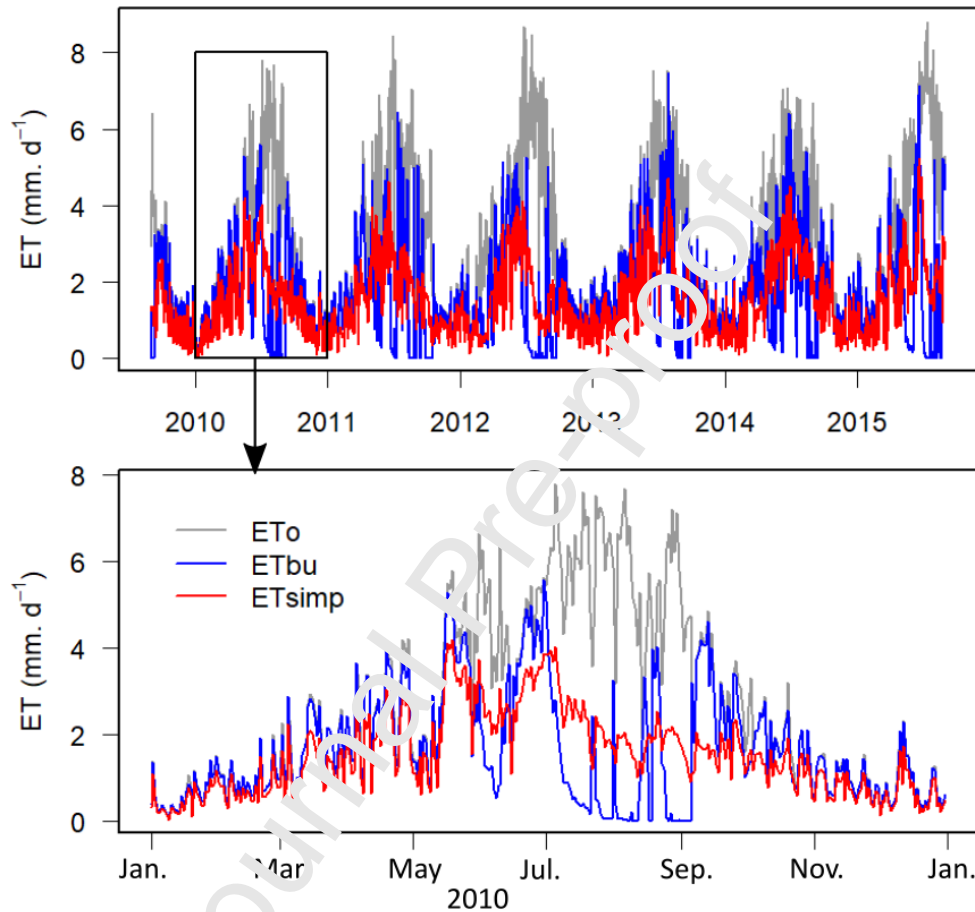 ET (mm. d⁻¹)
8
6
4
2
0
2010 2011 2012 2013 2014 2015
ET (mm. d⁻¹)
8
6
4
2
0
ETo
ETbu
ETsimp
Jan. Mar May Jul. Sep. Nov. Jan.
2010
Journal Pre-proof